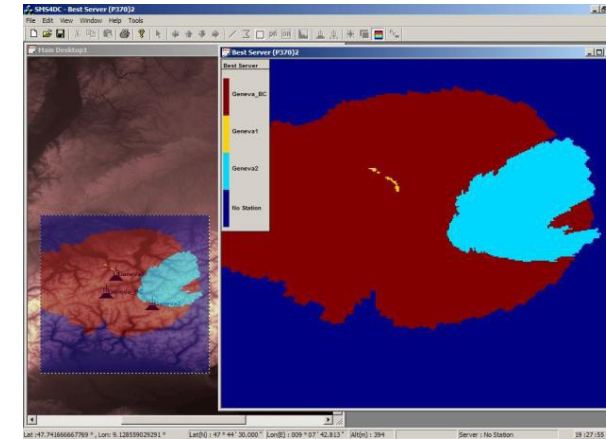 SMS4DC - Best Server (P370)2
File Edit View Window Help Tools
Main Desktop1
Best Server (P370)2
Best Server
Geneva_BC
Geneva1
Geneva2
No Station
Lat :47.741666667769 ° , Lon: 9.128559029291 °
Lat(N) : 47 ° 44 ' 30.000 " Lon(E) : 009 ° 07 ' 42.813 " Alt(m) : 394
Server : No Station
19 :27:55